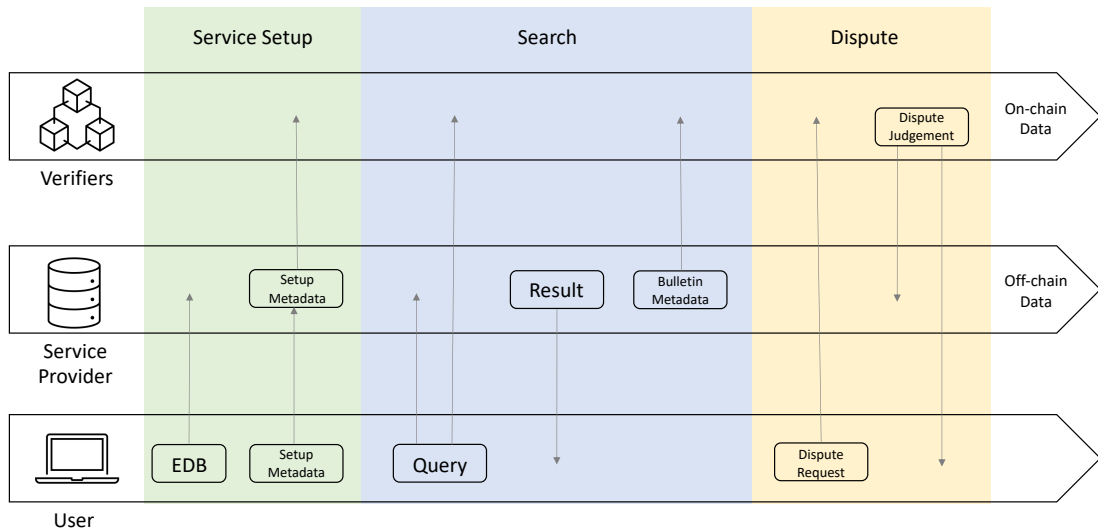 Service Setup
Search
Dispute
Verifiers
Dispute
Judgement
On-chain
Data
Setup
Metadata
Result
Bulletin
Metadata
Off-chain
Data
Service
Provider
EDB
Setup
Metadata
Query
Dispute
Request
User